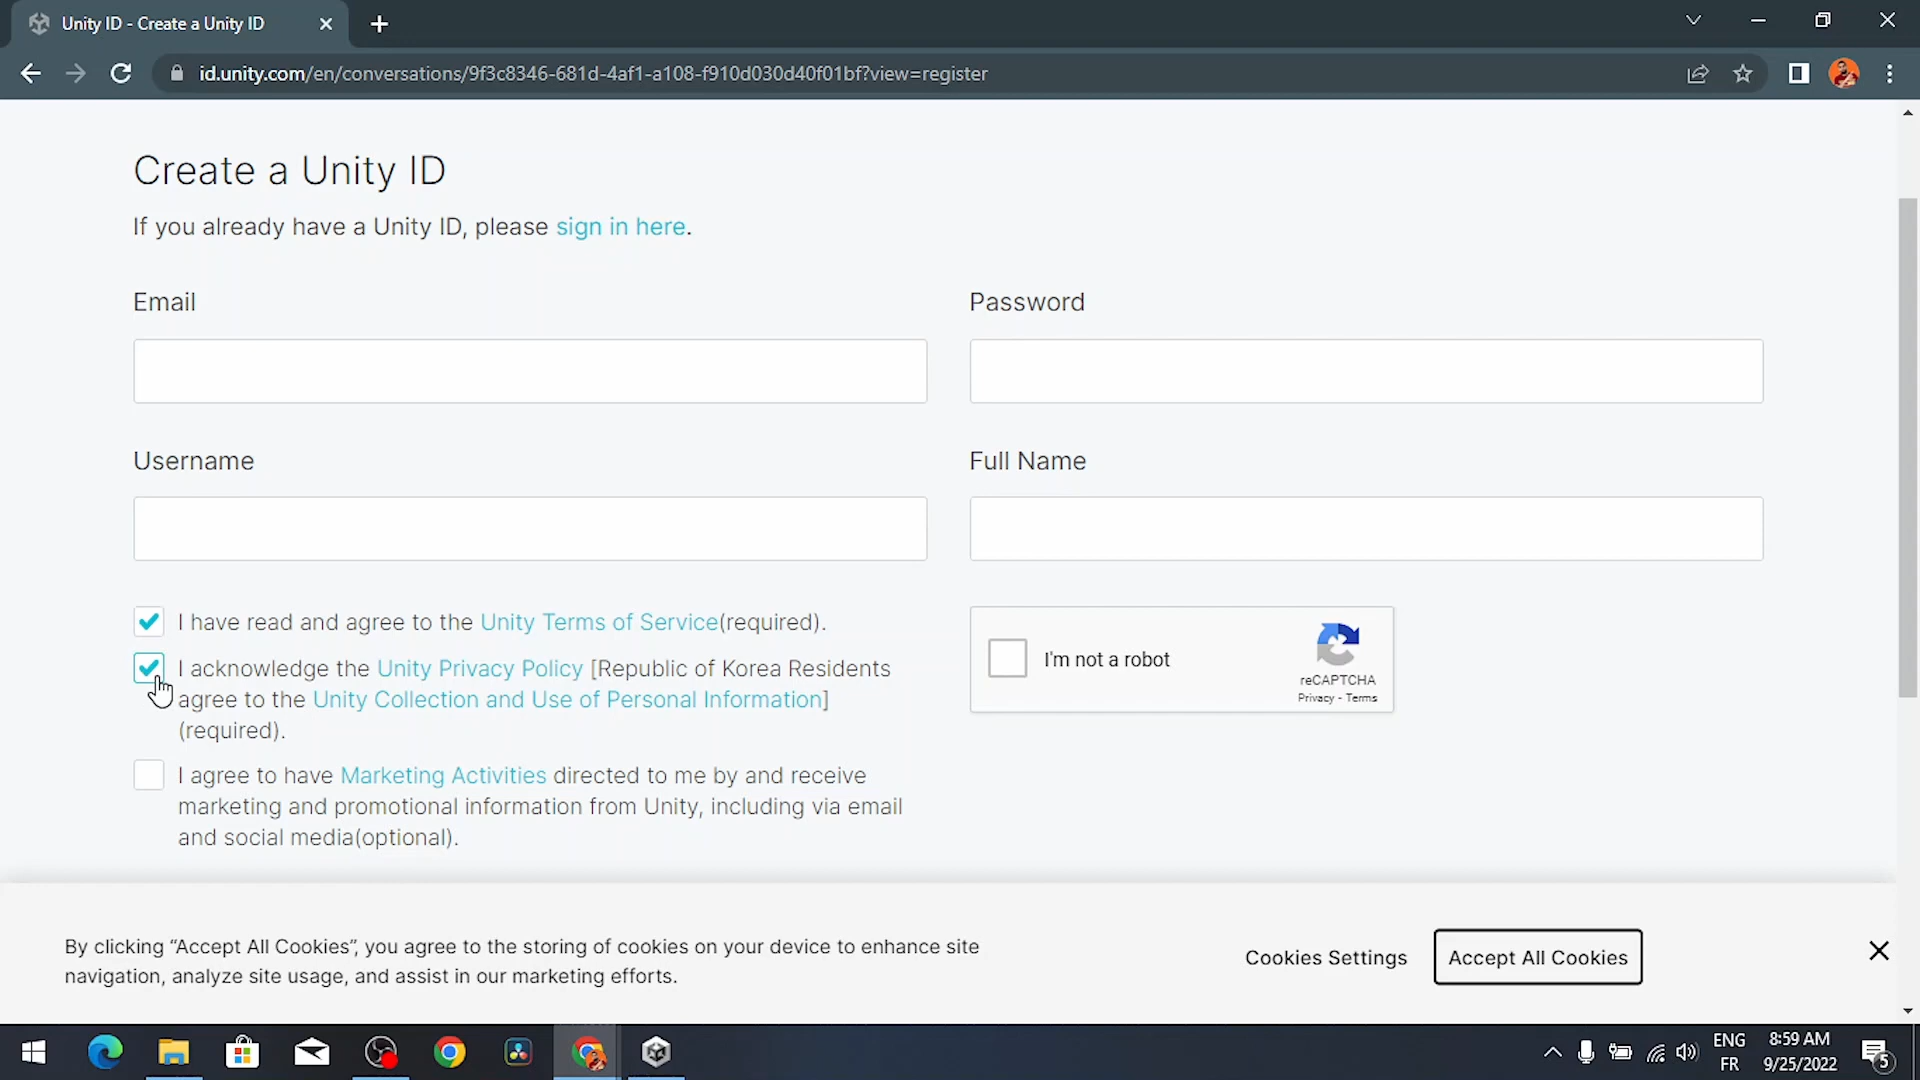 Unity ID - Create a Unity ID
id.unity.com/en/conversations/9f3c8346-681d-4af1-a108-f910d030d40f01bf?view=register
Create a Unity ID
If you already have a Unity ID, please sign in here.
Email
Password
Username
Full Name
I have read and agree to the Unity Terms of Service(required).
I acknowledge the Unity Privacy Policy [Republic of Korea Residents
agree to the Unity Collection and Use of Personal Information]
(required).
I agree to have Marketing Activities directed to me by and receive
marketing and promotional information from Unity, including via email
and social media(optional).
I'm not a robot
reCAPTCHA
Privacy - Terms
By clicking “Accept All Cookies”, you agree to the storing of cookies on your device to enhance site
navigation, analyze site usage, and assist in our marketing efforts.
Cookies Settings
Accept All Cookies
ENG
FR
8:59 AM
9/25/2022
5